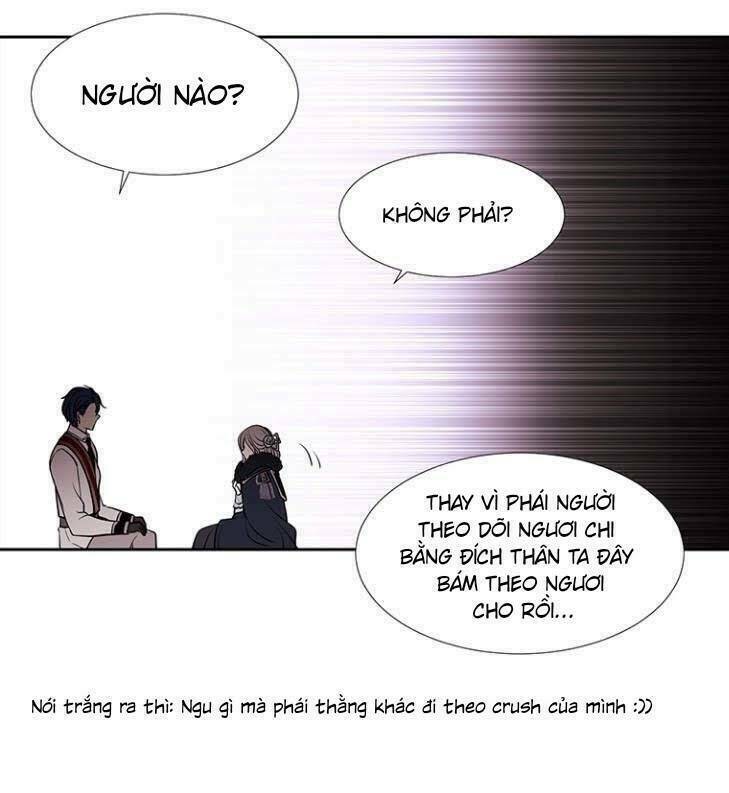 NGƯỜI NÀO?
KHÔNG PHẢI?
THAY VÌ PHÁI NGƯỜI
THEO DÕI NGƯƠI CHI
BẰNG ĐÍCH THÂN TA ĐÂY
BÁM THEO NGƯƠI
CHO RỒI...
Nói trắng ra thì: Ngu gì mà phái thằng khác đi theo crush của mình :))